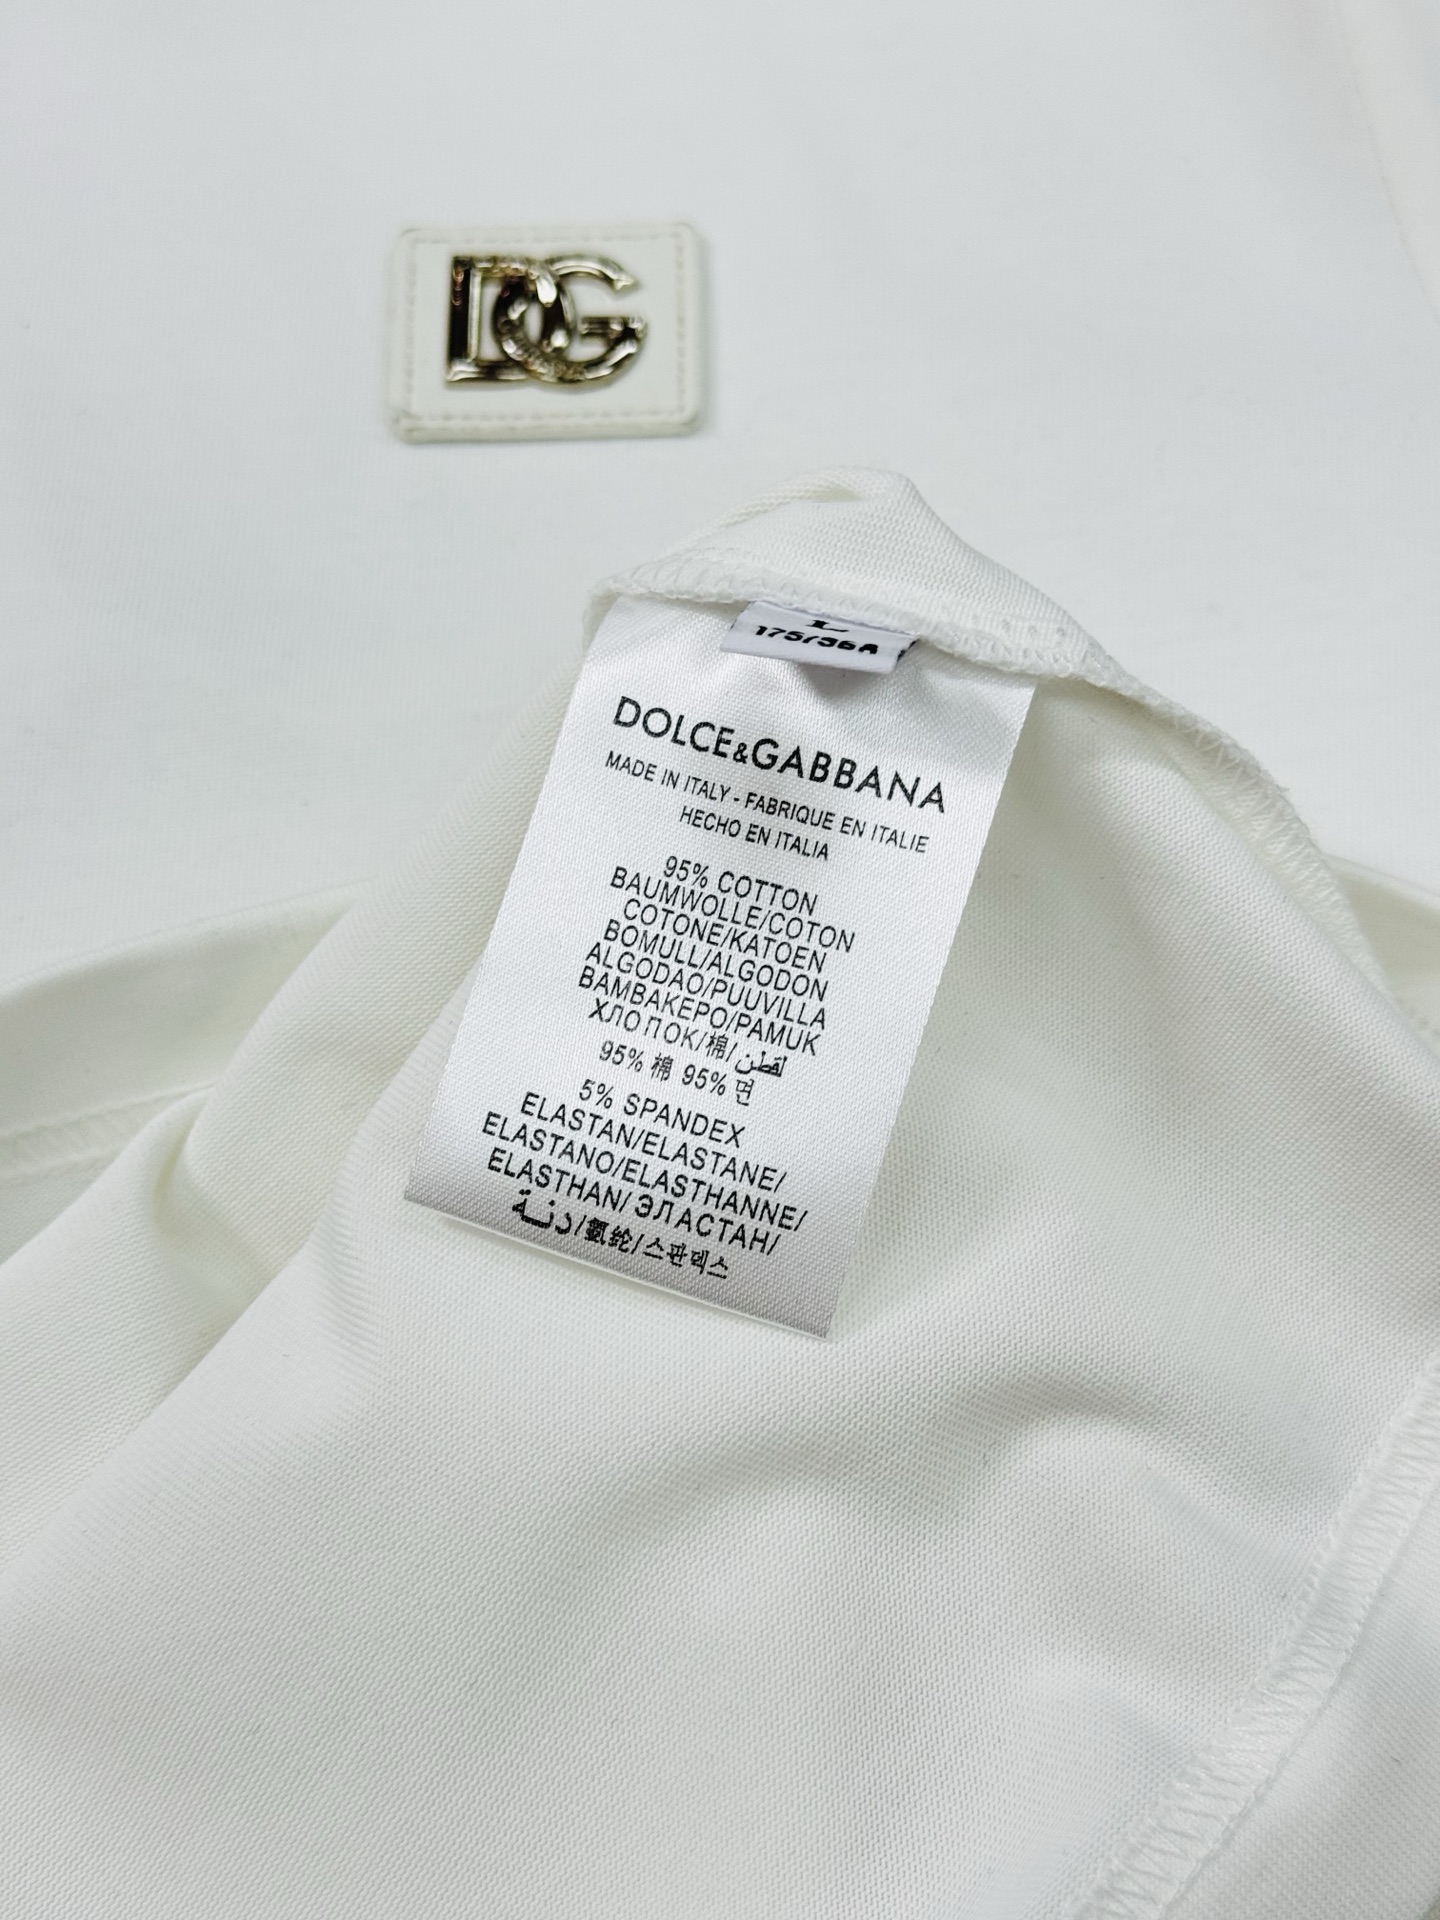 DG
L
175/96A
DOLCE&GABBANA
MADE IN ITALY - FABRIQUE EN ITALIE
HECHO EN ITALIA
95% COTTON
BAUMWOLLE/COTON
COTONE/KATOEN
BOMULL/ALGODON
ALGODAO/PUUVILLA
BAMBAKEPO/PAMUK
ХЛОПОК/棉/لقطن
95% 棉 95% 면
5% SPANDEX
ELASTAN/ELASTANE/
ELASTANO/ELASTHANNE/
ELASTHAN/ ЭЛАСТАН/
/氨纶/스판덱스